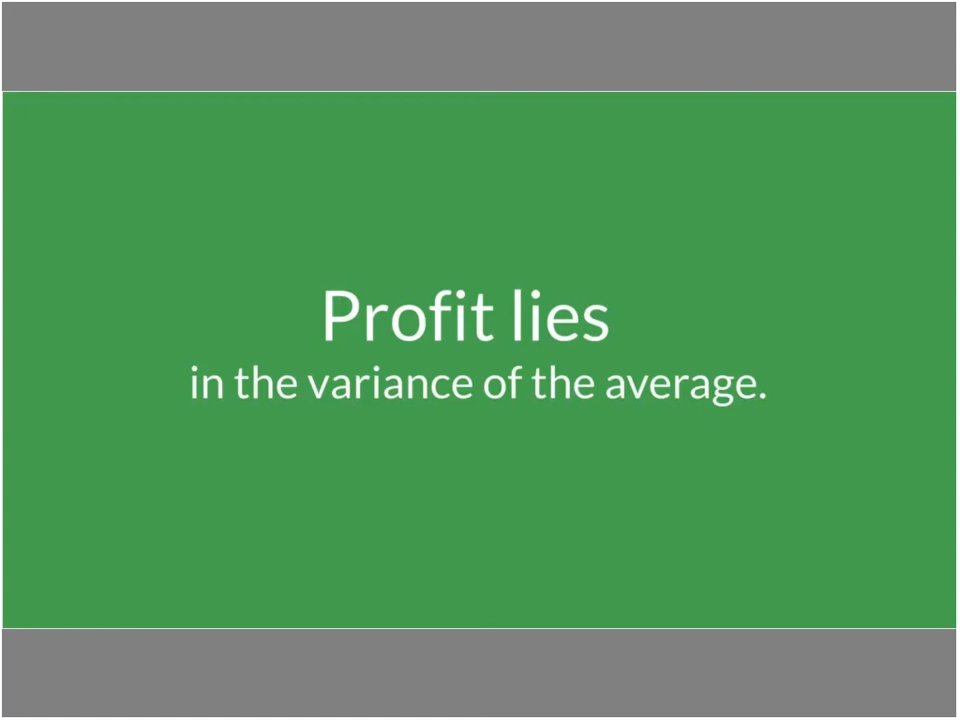 Profit lies
in the variance of the average.